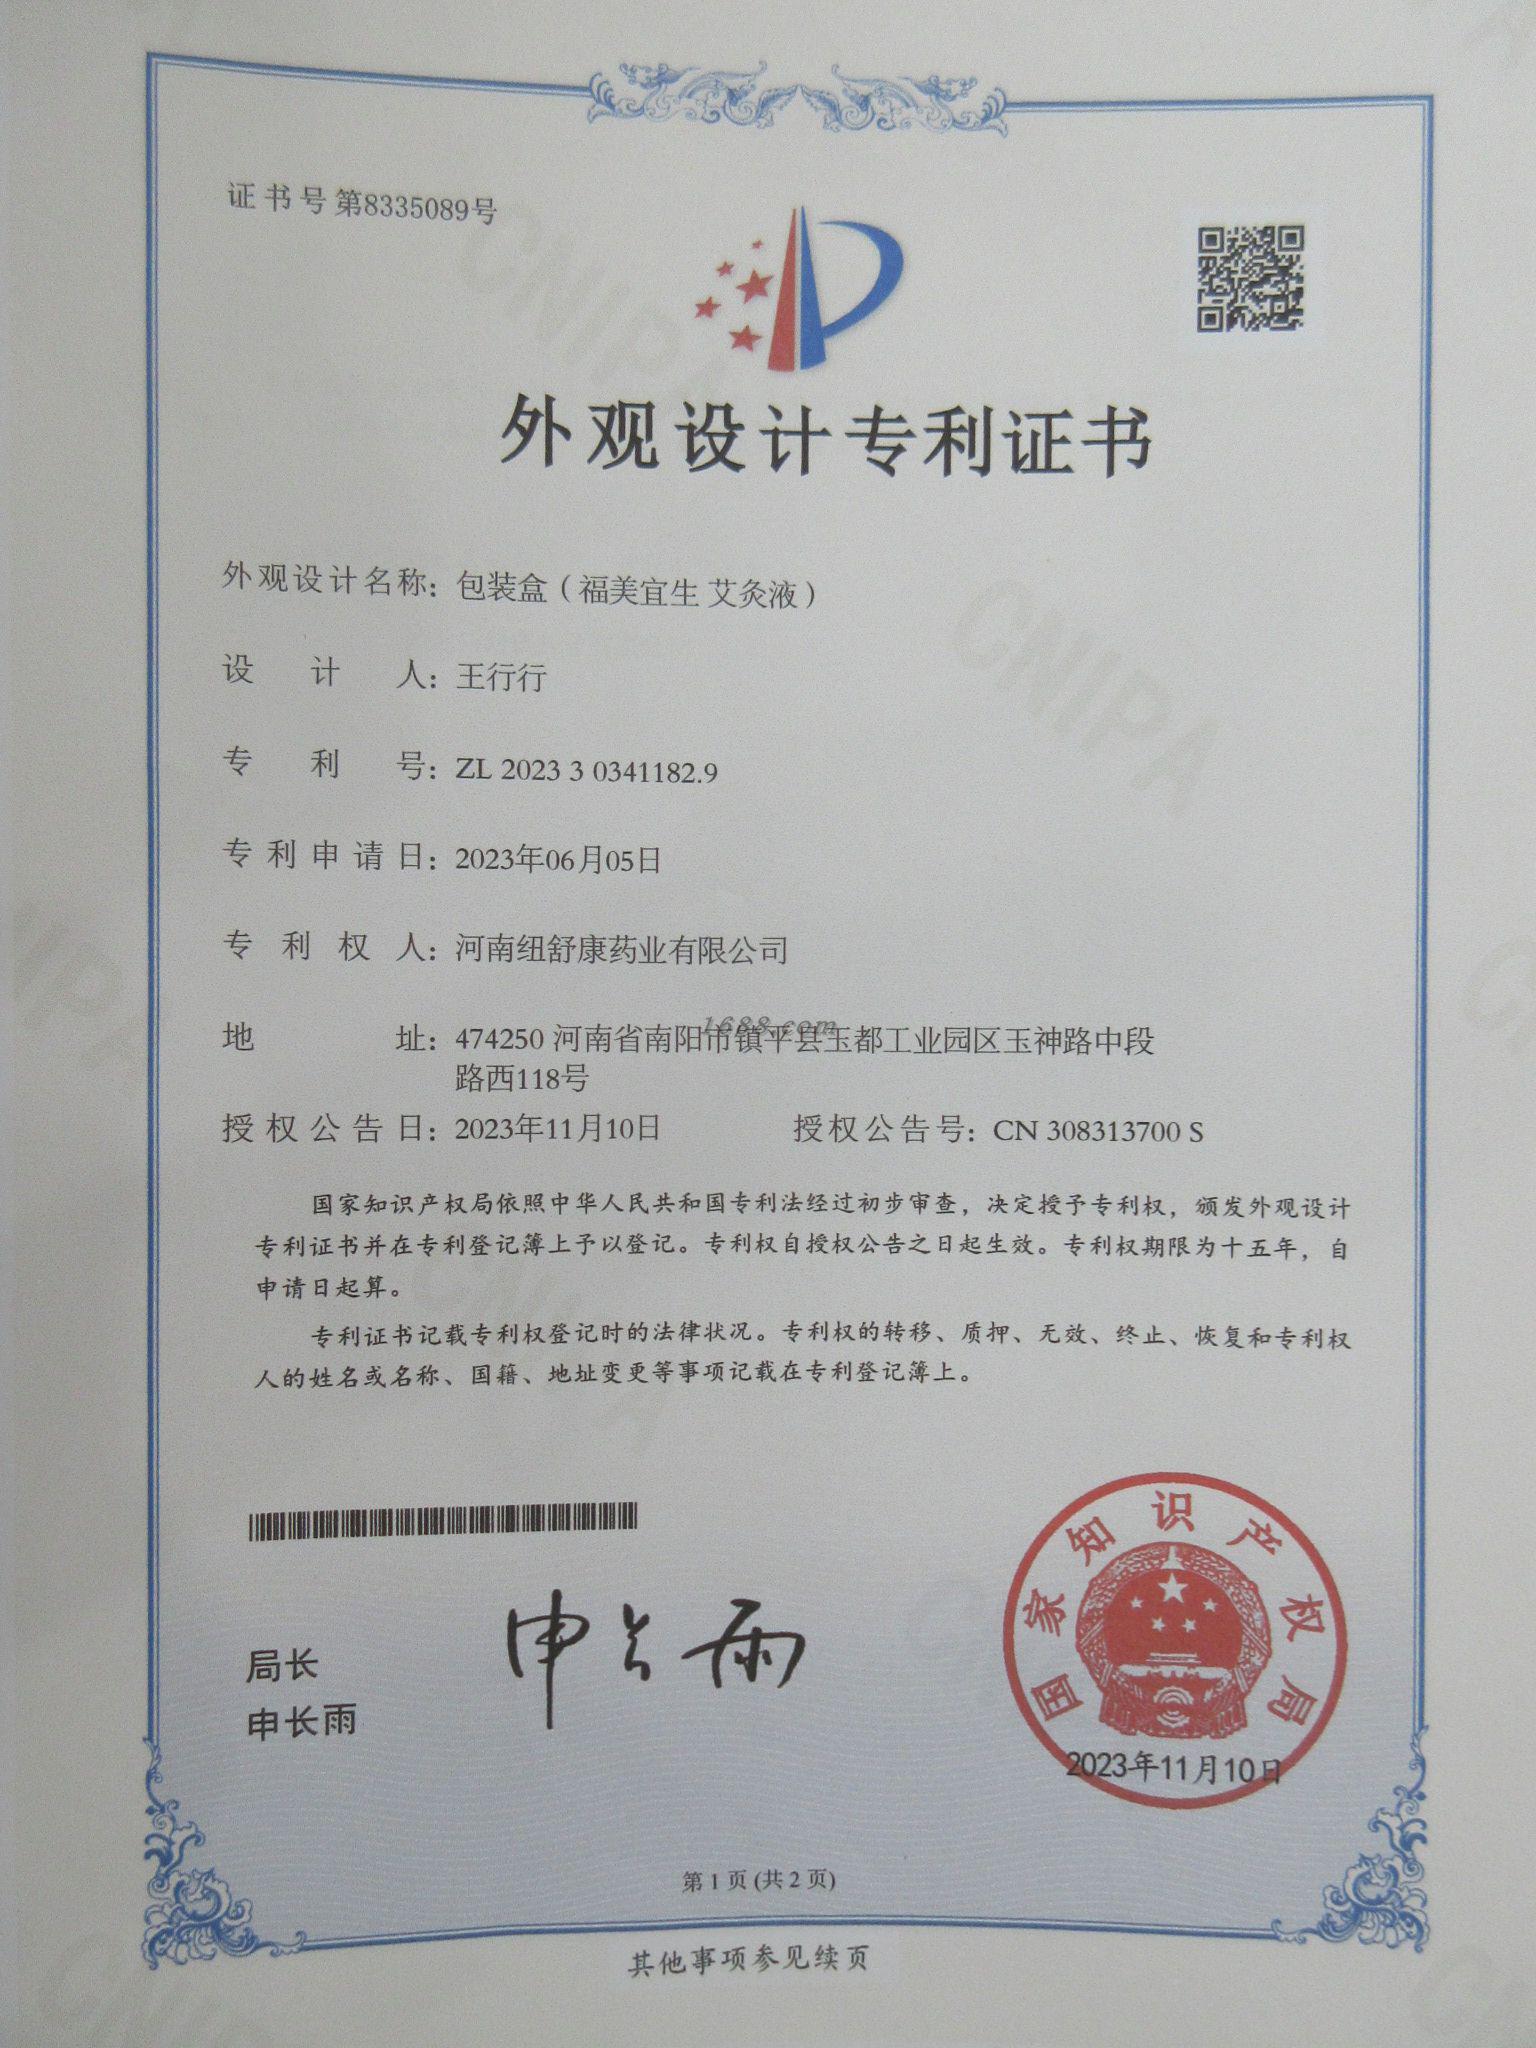 证书号第8335089号
外观设计专利证书
外观设计名称：包装盒（福美宜生 艾灸液）
设计人：王行行
专利号：ZL 2023 3 0341182.9
专利申请日：2023年06月05日
专利权人：河南纽舒康药业有限公司
1688.com
地址：474250 河南省南阳市镇平县玉都工业园区玉神路中段
路西118号
授权公告日：2023年11月10日 授权公告号：CN 308313700 S
国家知识产权局依照中华人民共和国专利法经过初步审查，决定授予专利权，颁发外观设计
专利证书并在专利登记簿上予以登记。专利权自授权公告之日起生效。专利权期限为十五年，自
申请日起算。
专利证书记载专利权登记时的法律状况。专利权的转移、质押、无效、终止、恢复和专利权
人的姓名或名称、国籍、地址变更等事项记载在专利登记簿上。
局长
申长雨
申长雨
国家知识产权局
2023年11月10日
第 1 页 (共 2 页)
其他事项参见续页
CNIPA